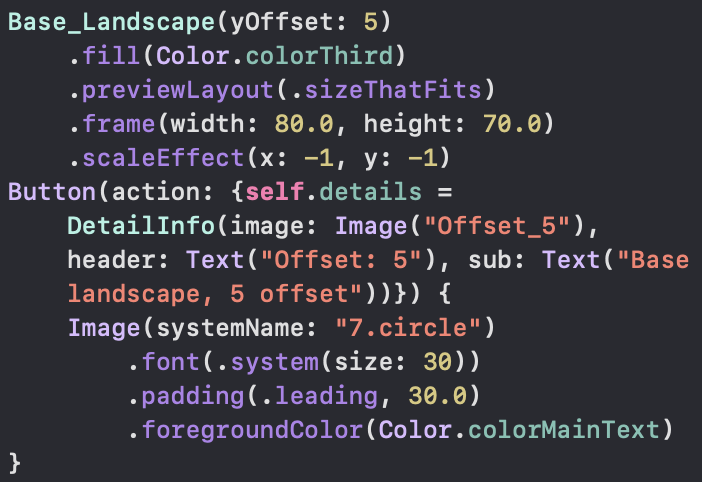 Base_Landscape(yOffset: 5)
    .fill(Color.colorThird)
    .previewLayout(.sizeThatFits)
    .frame(width: 80.0, height: 70.0)
    .scaleEffect(x: -1, y: -1)
Button(action: {self.details =
    DetailInfo(image: Image("Offset_5"),
    header: Text("Offset: 5"), sub: Text("Base
    landscape, 5 offset"))}) {
    Image(systemName: "7.circle")
        .font(.system(size: 30))
        .padding(.leading, 30.0)
        .foregroundColor(Color.colorMainText)
}